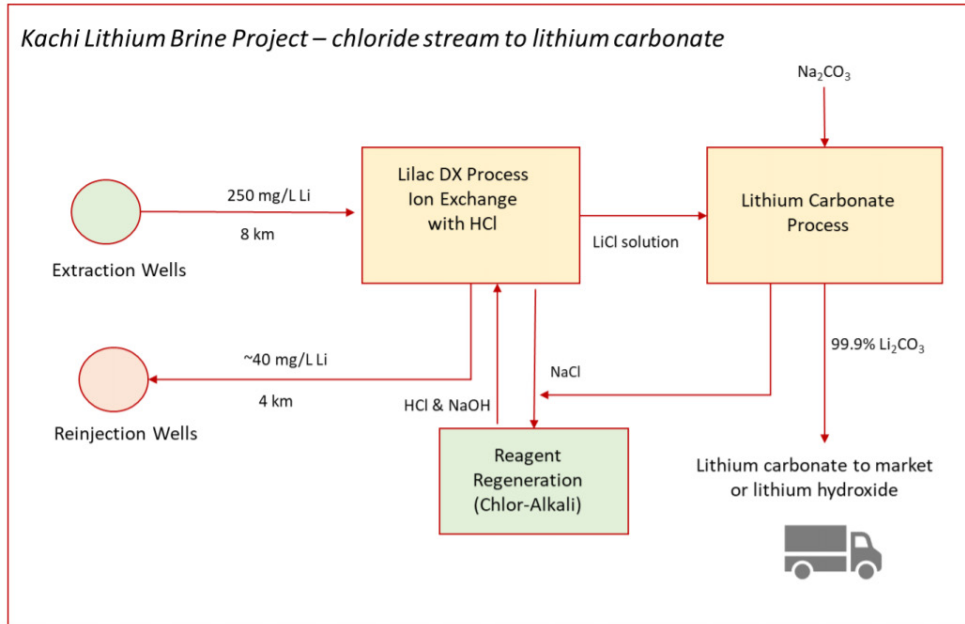 Kachi Lithium Brine Project – chloride stream to lithium carbonate
Na₂CO₃
250 mg/L Li
8 km
Extraction Wells
Lilac DX Process
Ion Exchange
with HCl
LiCl solution
Lithium Carbonate
Process
~40 mg/L Li
4 km
Reinjection Wells
HCl & NaOH
NaCl
99.9% Li₂CO₃
Reagent
Regeneration
(Chlor-Alkali)
Lithium carbonate to market
or lithium hydroxide